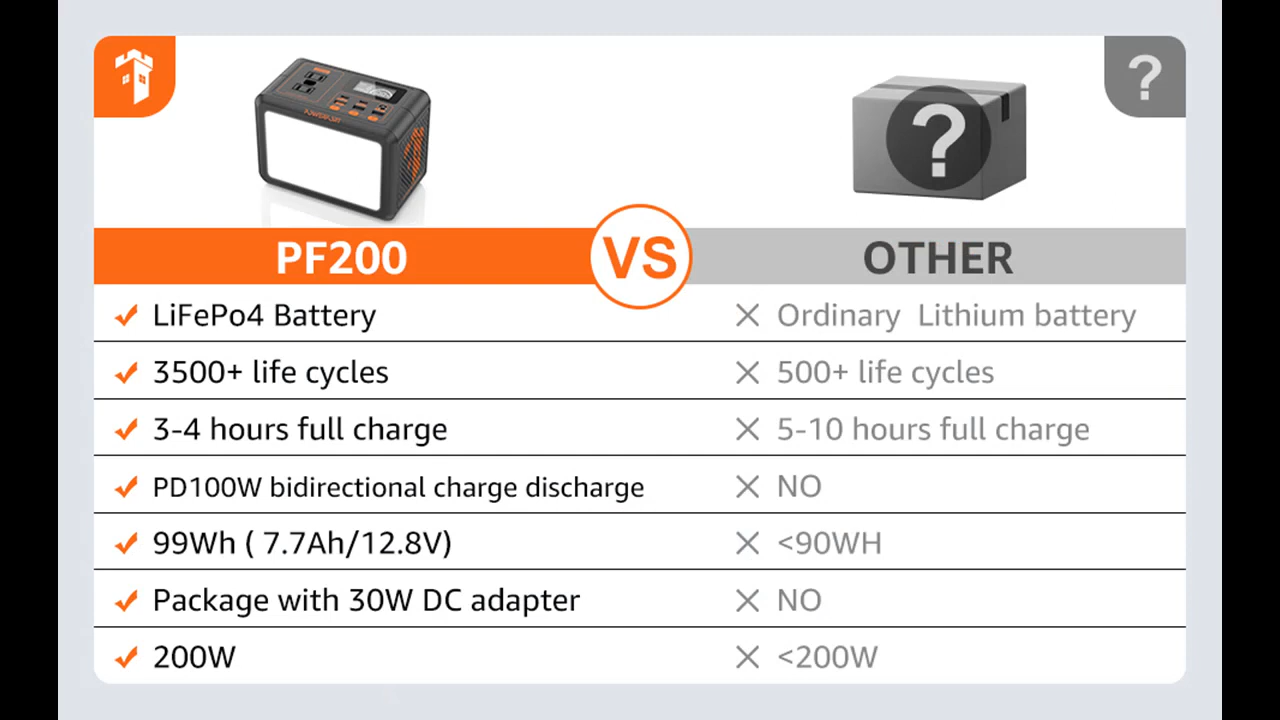 POWERFORT
?
?
PF200
VS
OTHER
LiFePo4 Battery
Ordinary Lithium battery
3500+ life cycles
500+ life cycles
3-4 hours full charge
5-10 hours full charge
PD100W bidirectional charge discharge
NO
99Wh ( 7.7Ah/12.8V)
<90WH
Package with 30W DC adapter
NO
200W
<200W